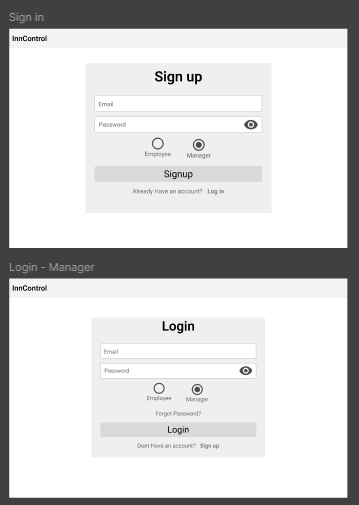 Sign in
InnControl
Sign up
Email
Password
Employee Manager
Signup
Already Have an account? Log in
Login - Manager
InnControl
Login
Email
Password
Employee Manager
Forgot Password?
Login
Dont Have an account? Sign up